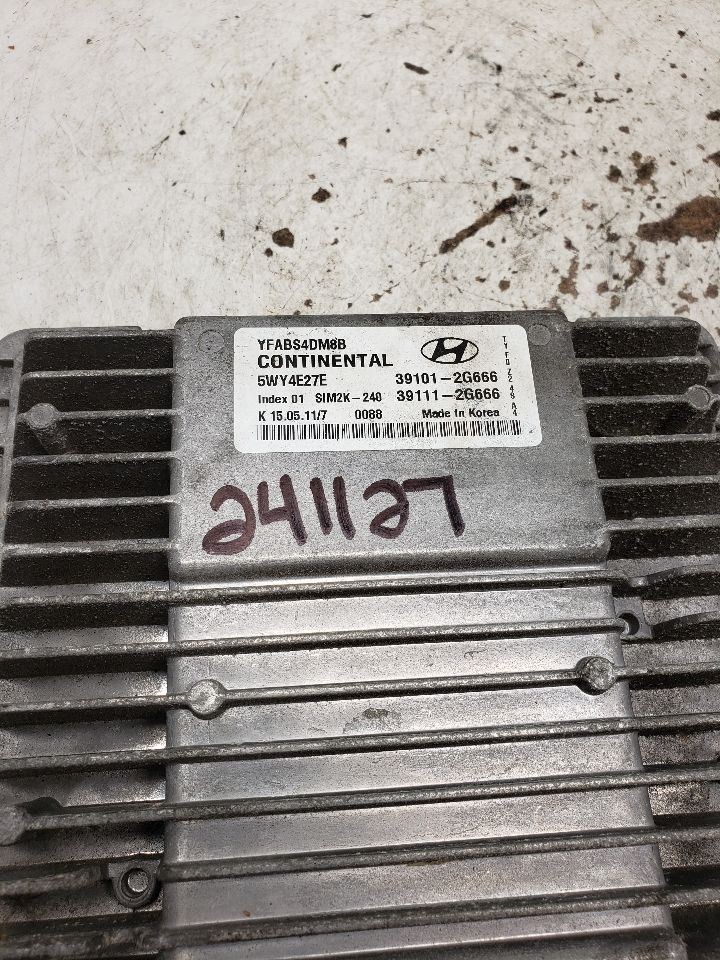 YFABS4DM8B
CONTINENTAL
5WY4E27E 39101-2G666
Index 01 SIM2K-240 39111-2G666
K 15.05.11/7 0088 Made in Korea
241127